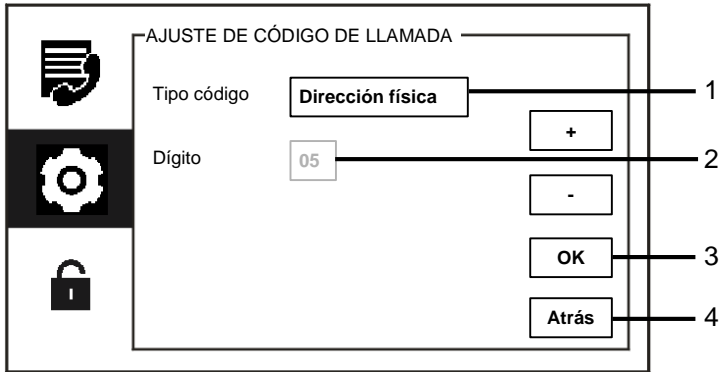 AJUSTE DE CÓDIGO DE LLAMADA
Tipo código
Dirección física
1
+
Dígito
05
2
-
OK
3
Atrás
4